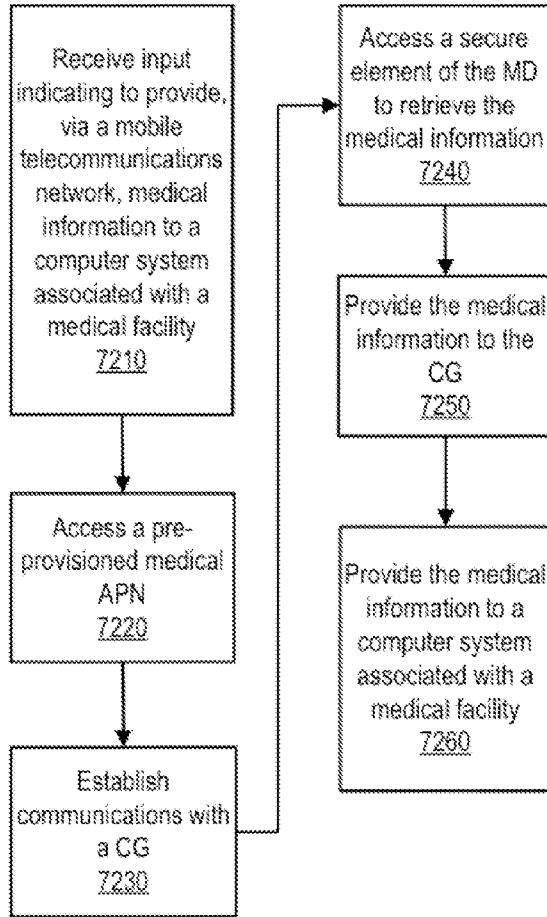 Receive input
indicating to provide,
via a mobile
telecommunications
network, medical
information to a
computer system
associated with a
medical facility
7210
Access a pre-
provisioned medical
APN
7220
Establish
communications with
a CG
7230
Access a secure
element of the MD
to retrieve the
medical information
7240
Provide the medical
information to the
CG
7250
Provide the medical
information to a
computer system
associated with a
medical facility
7260